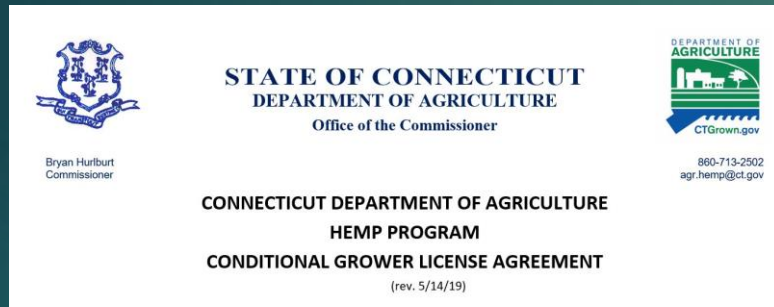 STATE OF CONNECTICUT
DEPARTMENT OF AGRICULTURE
Office of the Commissioner
Bryan Hurlburt
Commissioner
DEPARTMENT OF
AGRICULTURE
CTGrown.gov
860-713-2502
agr.hemp@ct.gov
CONNECTICUT DEPARTMENT OF AGRICULTURE
HEMP PROGRAM
CONDITIONAL GROWER LICENSE AGREEMENT
(rev. 5/14/19)